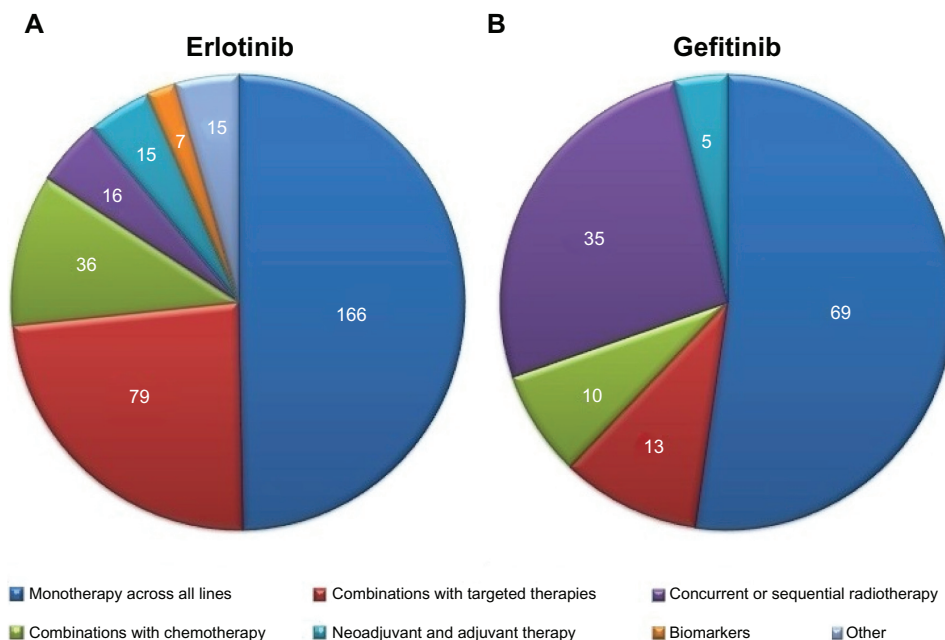 A
Erlotinib
15
7
15
16
36
166
79
B
Gefitinib
5
35
69
10
13
Monotherapy across all lines
Combinations with targeted therapies
Concurrent or sequential radiotherapy
Combinations with chemotherapy
Neoadjuvant and adjuvant therapy
Biomarkers
Other